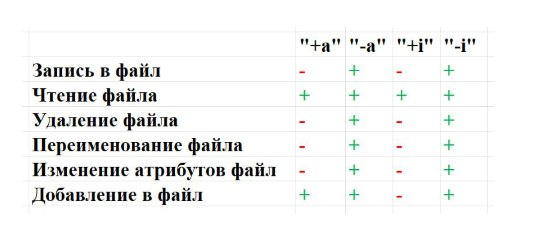 "+a" "-a" "+i" "-i"
Запись в файл - + - +
Чтение файла + + + +
Удаление файла - + - +
Переименование файла - + - +
Изменение атрибутов файл - + - +
Добавление в файл + + - +